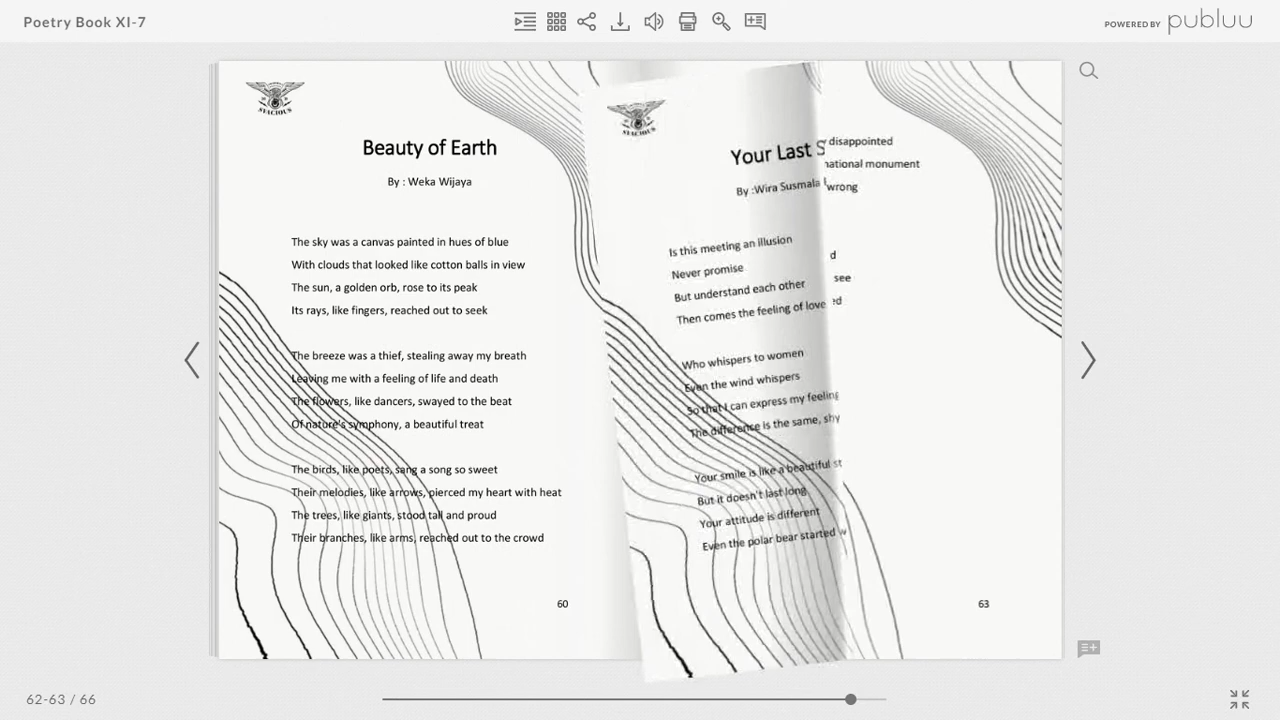 Poetry Book XI-7
POWERED BY publuu
STACIOUS
Beauty of Earth
By : Weka Wijaya
The sky was a canvas painted in hues of blue
With clouds that looked like cotton balls in view
The sun, a golden orb, rose to its peak
Its rays, like fingers, reached out to seek
The breeze was a thief, stealing away my breath
Leaving me with a feeling of life and death
The flowers, like dancers, swayed to the beat
Of nature's symphony, a beautiful treat
The birds, like poets, sang a song so sweet
Their melodies, like arrows, pierced my heart with heat
The trees, like giants, stood tall and proud
Their branches, like arms, reached out to the crowd
60
STACIOUS
Your Last S
By :Wira Susmala
Is this meeting an illusion
Never promise
But understand each other
Then comes the feeling of love
Who whispers to women
Even the wind whispers
So that I can express my feeling
The difference is the same, shy
Your smile is like a beautiful st
But it doesn't last long
Your attitude is different
Even the polar bear started w
disappointed
national monument
wrong
d
see
ed
63
62-63 / 66